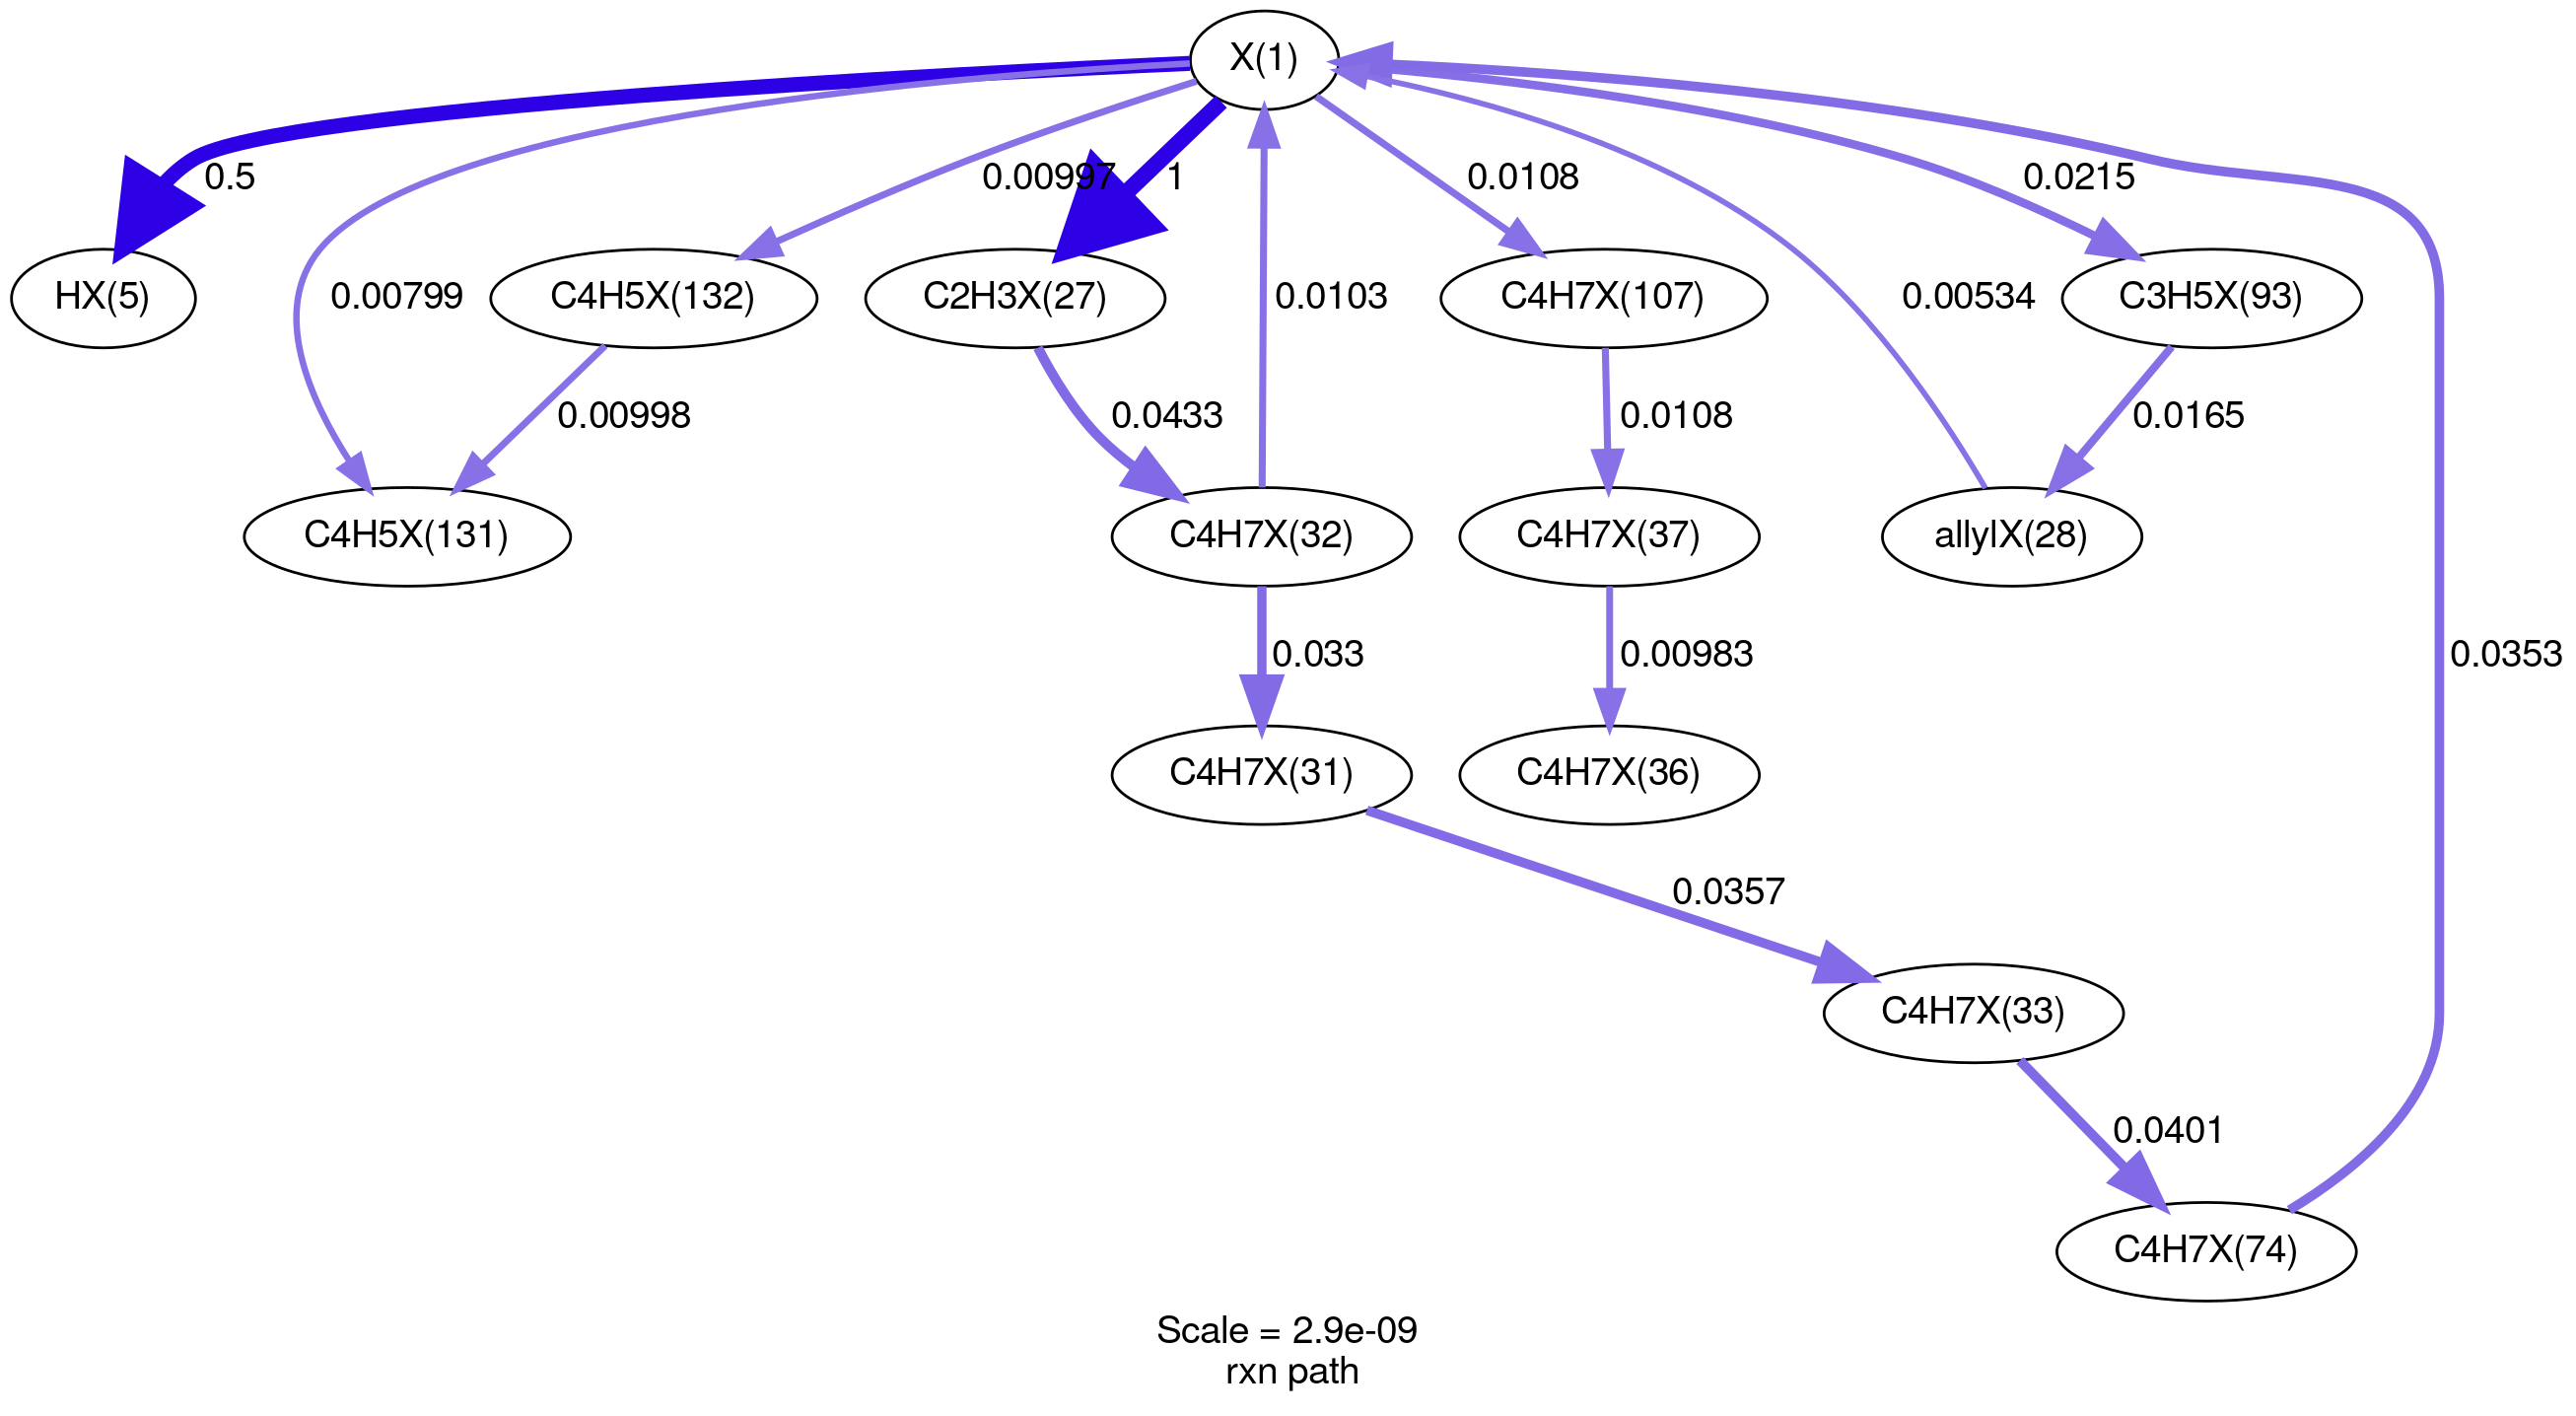 X(1)
0.5
0.00997
1
0.0108
0.0215
HX(5)
0.00799
C4H5X(132)
C2H3X(27)
0.0103
C4H7X(107)
0.00534
C3H5X(93)
0.00998
0.0433
0.0108
0.0165
C4H5X(131)
C4H7X(32)
C4H7X(37)
allylX(28)
0.033
0.00983
0.0353
C4H7X(31)
C4H7X(36)
0.0357
C4H7X(33)
0.0401
C4H7X(74)
Scale = 2.9e-09
rxn path